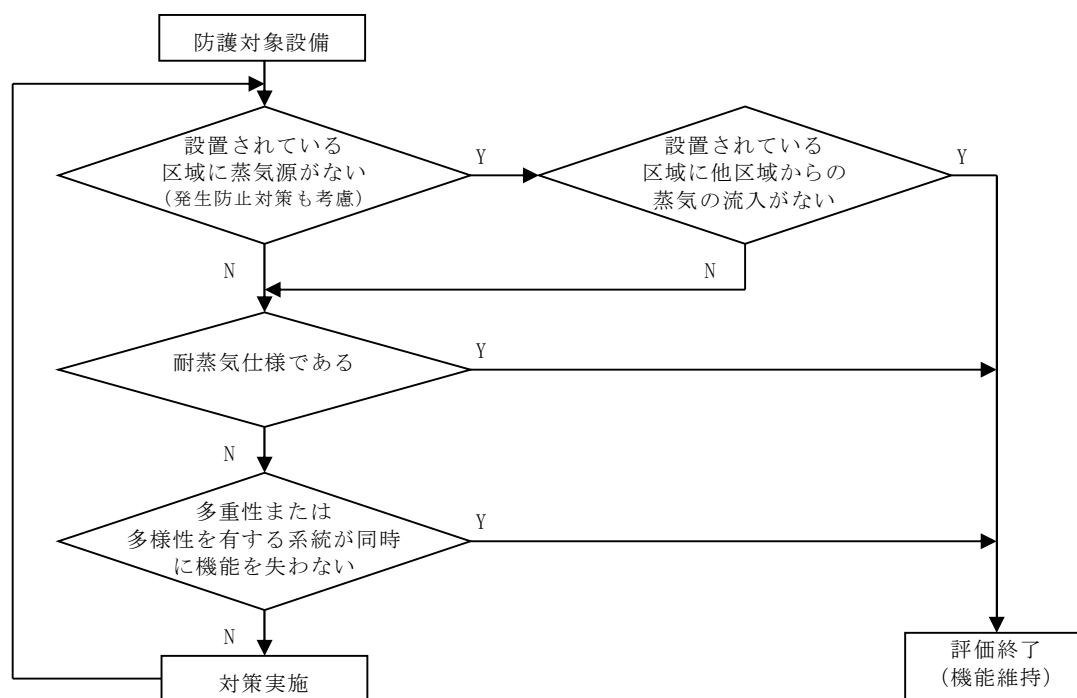 防護対象設備
設置されている
区域に蒸気源がない
（発生防止対策も考慮）
Y
設置されている
区域に他区域からの
蒸気の流入がない
Y
N
N
耐蒸気仕様である
Y
N
多重性または
多様性を有する系統が同時
に機能を失わない
Y
N
対策実施
評価終了
（機能維持）